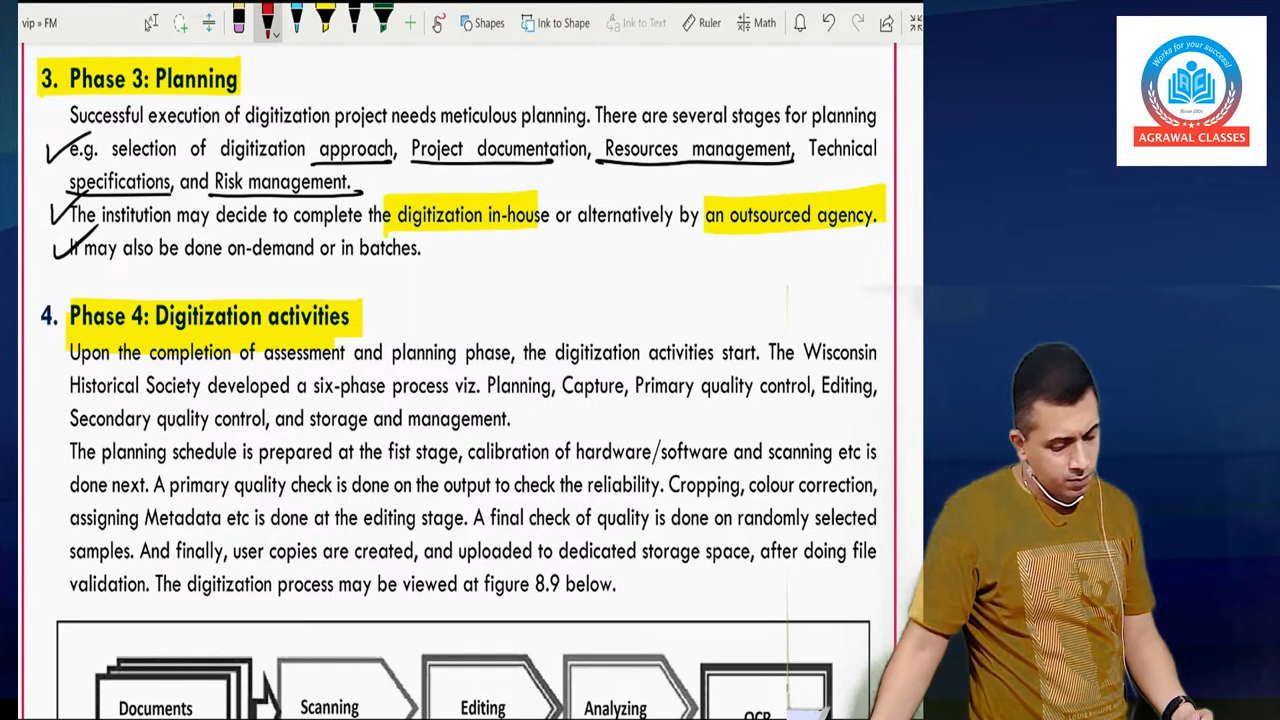 vip » FM
Shapes
Ink to Shape
Ink to Text
Ruler
Math
3. Phase 3: Planning
Successful execution of digitization project needs meticulous planning. There are several stages for planning
e.g. selection of digitization approach, Project documentation, Resources management, Technical
specifications, and Risk management.
The institution may decide to complete the digitization in-house or alternatively by an outsourced agency.
It may also be done on-demand or in batches.
4. Phase 4: Digitization activities
Upon the completion of assessment and planning phase, the digitization activities start. The Wisconsin
Historical Society developed a six-phase process viz. Planning, Capture, Primary quality control, Editing,
Secondary quality control, and storage and management.
The planning schedule is prepared at the fist stage, calibration of hardware/software and scanning etc is
done next. A primary quality check is done on the output to check the reliability. Cropping, colour correction,
assigning Metadata etc is done at the editing stage. A final check of quality is done on randomly selected
samples. And finally, user copies are created, and uploaded to dedicated storage space, after doing file
validation. The digitization process may be viewed at figure 8.9 below.
Documents
Scanning
Editing
Analyzing
OCR
Works for your success!
AC
Since 2001
AGRAWAL CLASSES